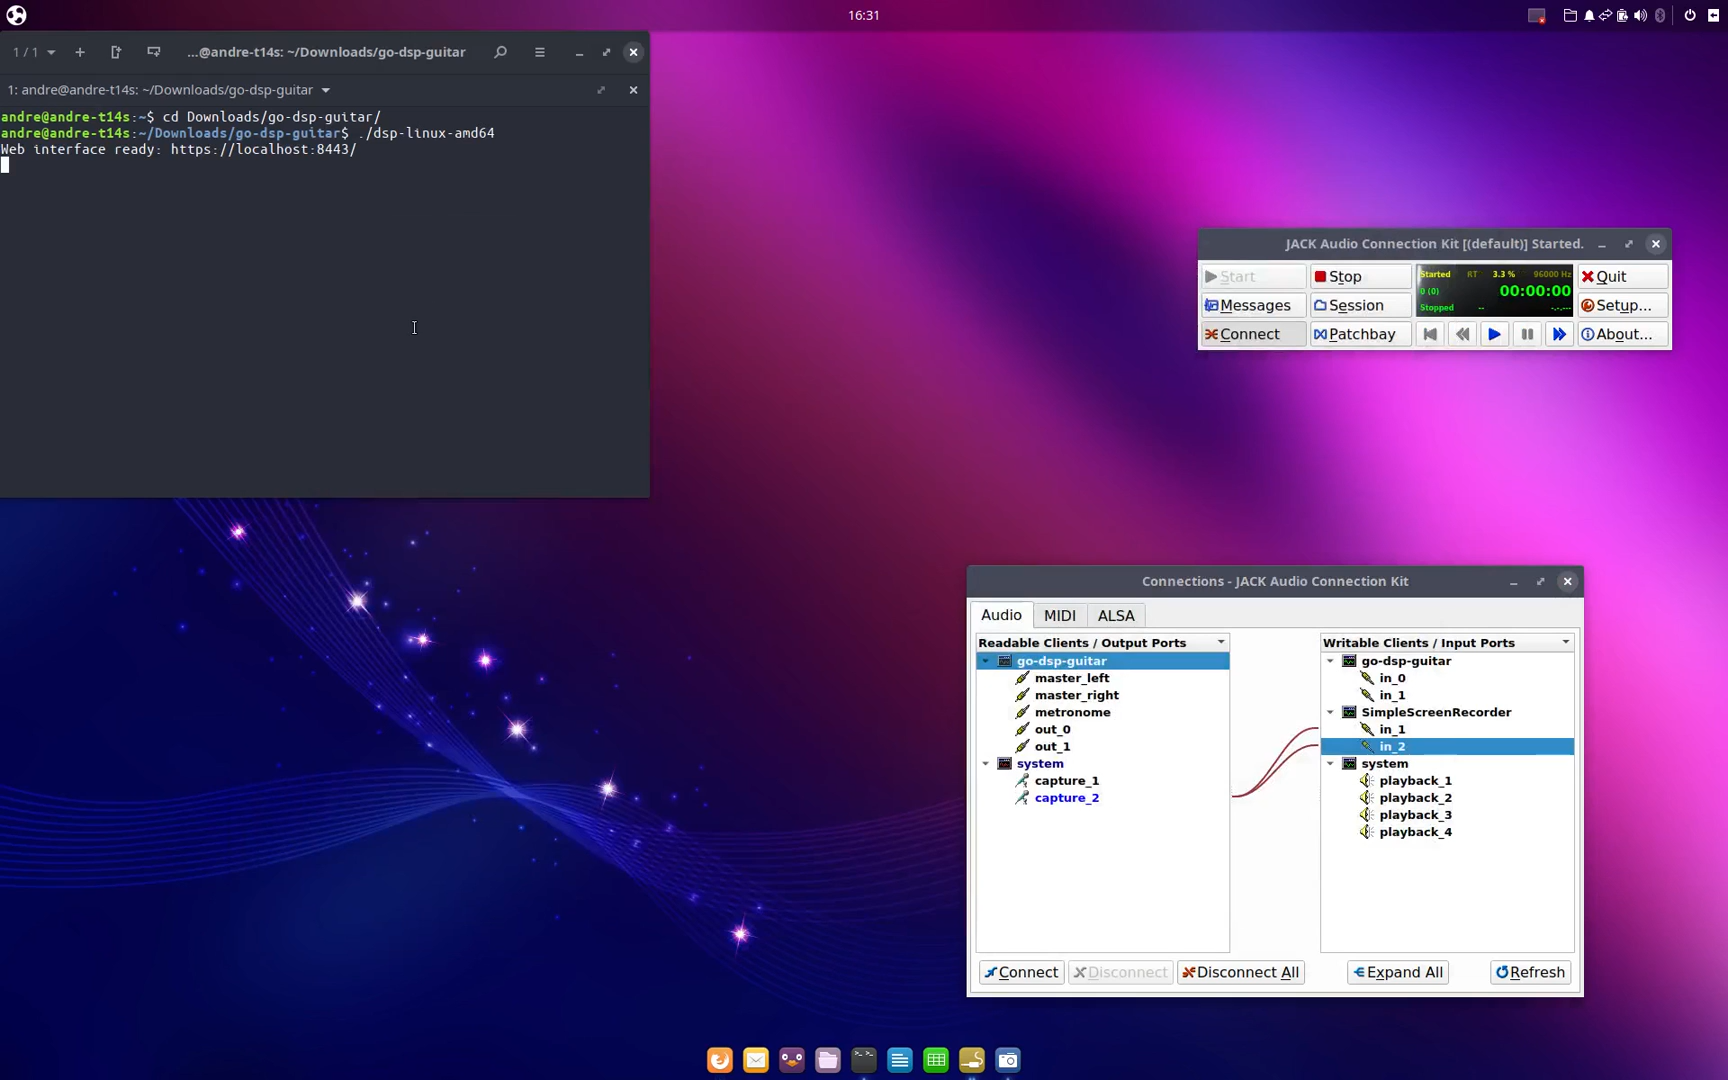 16:31
1 / 1
...@andre-t14s: ~/Downloads/go-dsp-guitar
1: andre@andre-t14s: ~/Downloads/go-dsp-guitar
andre@andre-t14s:~$ cd Downloads/go-dsp-guitar/
andre@andre-t14s:~/Downloads/go-dsp-guitar$ ./dsp-linux-amd64
Web interface ready: https://localhost:8443/
JACK Audio Connection Kit [(default)] Started.
Start
Stop
Started RT 3.3 % 96000 Hz
0 (0) 00:00:00
Stopped -- -.-.--
Quit
Messages
Session
Setup...
Connect
Patchbay
About...
Connections - JACK Audio Connection Kit
Audio
MIDI
ALSA
Readable Clients / Output Ports
go-dsp-guitar
master_left
master_right
metronome
out_0
out_1
system
capture_1
capture_2
Writable Clients / Input Ports
go-dsp-guitar
in_0
in_1
SimpleScreenRecorder
in_1
in_2
system
playback_1
playback_2
playback_3
playback_4
Connect
Disconnect
Disconnect All
Expand All
Refresh